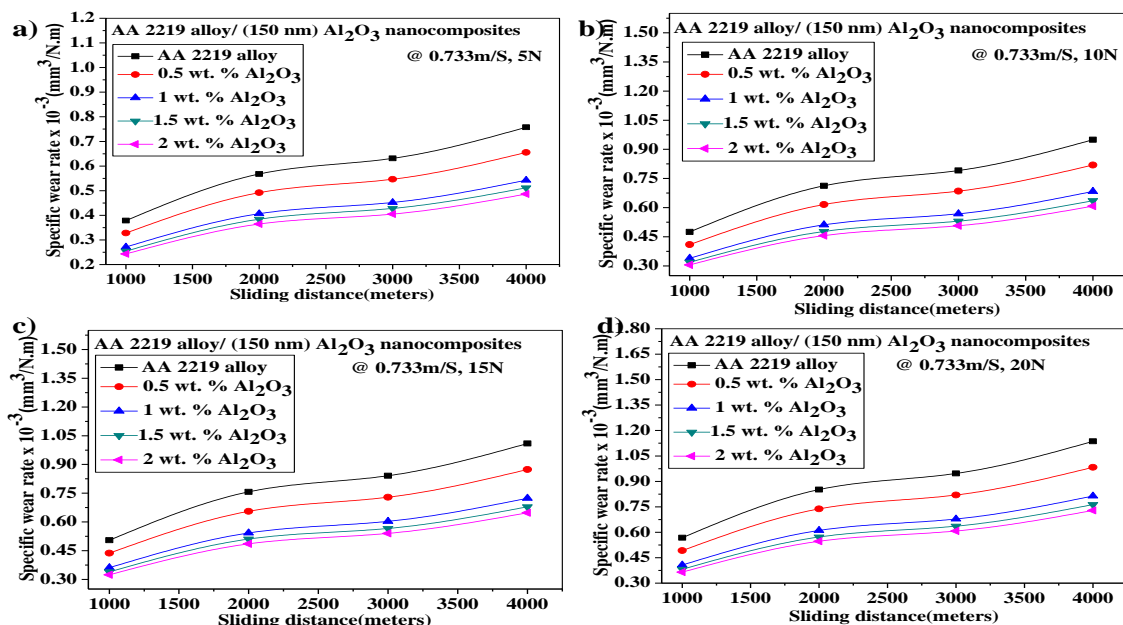 a)
AA 2219 alloy/ (150 nm) Al₂O₃ nanocomposites
@ 0.733m/S, 5N
AA 2219 alloy
0.5 wt. % Al₂O₃
1 wt. % Al₂O₃
1.5 wt. % Al₂O₃
2 wt. % Al₂O₃
Specific wear rate x 10⁻³(mm³/N.m)
1.2
1.1
1.0
0.9
0.8
0.7
0.6
0.5
0.4
0.3
0.2
1000 1500 2000 2500 3000 3500 4000
Sliding distance(meters)
b)
AA 2219 alloy/ (150 nm) Al₂O₃ nanocomposites
@ 0.733m/S, 10N
AA 2219 alloy
0.5 wt. % Al₂O₃
1 wt. % Al₂O₃
1.5 wt. % Al₂O₃
2 wt. % Al₂O₃
Specific wear rate x 10⁻³(mm³/N.m)
1.50
1.35
1.20
1.05
0.90
0.75
0.60
0.45
0.30
1000 1500 2000 2500 3000 3500 4000
Sliding distance(meters)
c)
AA 2219 alloy/ (150 nm) Al₂O₃ nanocomposites
@ 0.733m/S, 15N
AA 2219 alloy
0.5 wt. % Al₂O₃
1 wt. % Al₂O₃
1.5 wt. % Al₂O₃
2 wt. % Al₂O₃
Specific wear rate x 10⁻³(mm³/N.m)
1.50
1.35
1.20
1.05
0.90
0.75
0.60
0.45
0.30
1000 1500 2000 2500 3000 3500 4000
Sliding distance(meters)
d)
AA 2219 alloy/ (150 nm) Al₂O₃ nanocomposites
@ 0.733m/S, 20N
AA 2219 alloy
0.5 wt. % Al₂O₃
1 wt. % Al₂O₃
1.5 wt. % Al₂O₃
2 wt. % Al₂O₃
Specific wear rate x 10⁻³(mm³/N.m)
1.80
1.65
1.50
1.35
1.20
1.05
0.90
0.75
0.60
0.45
0.30
1000 1500 2000 2500 3000 3500 4000
Sliding distance(meters)